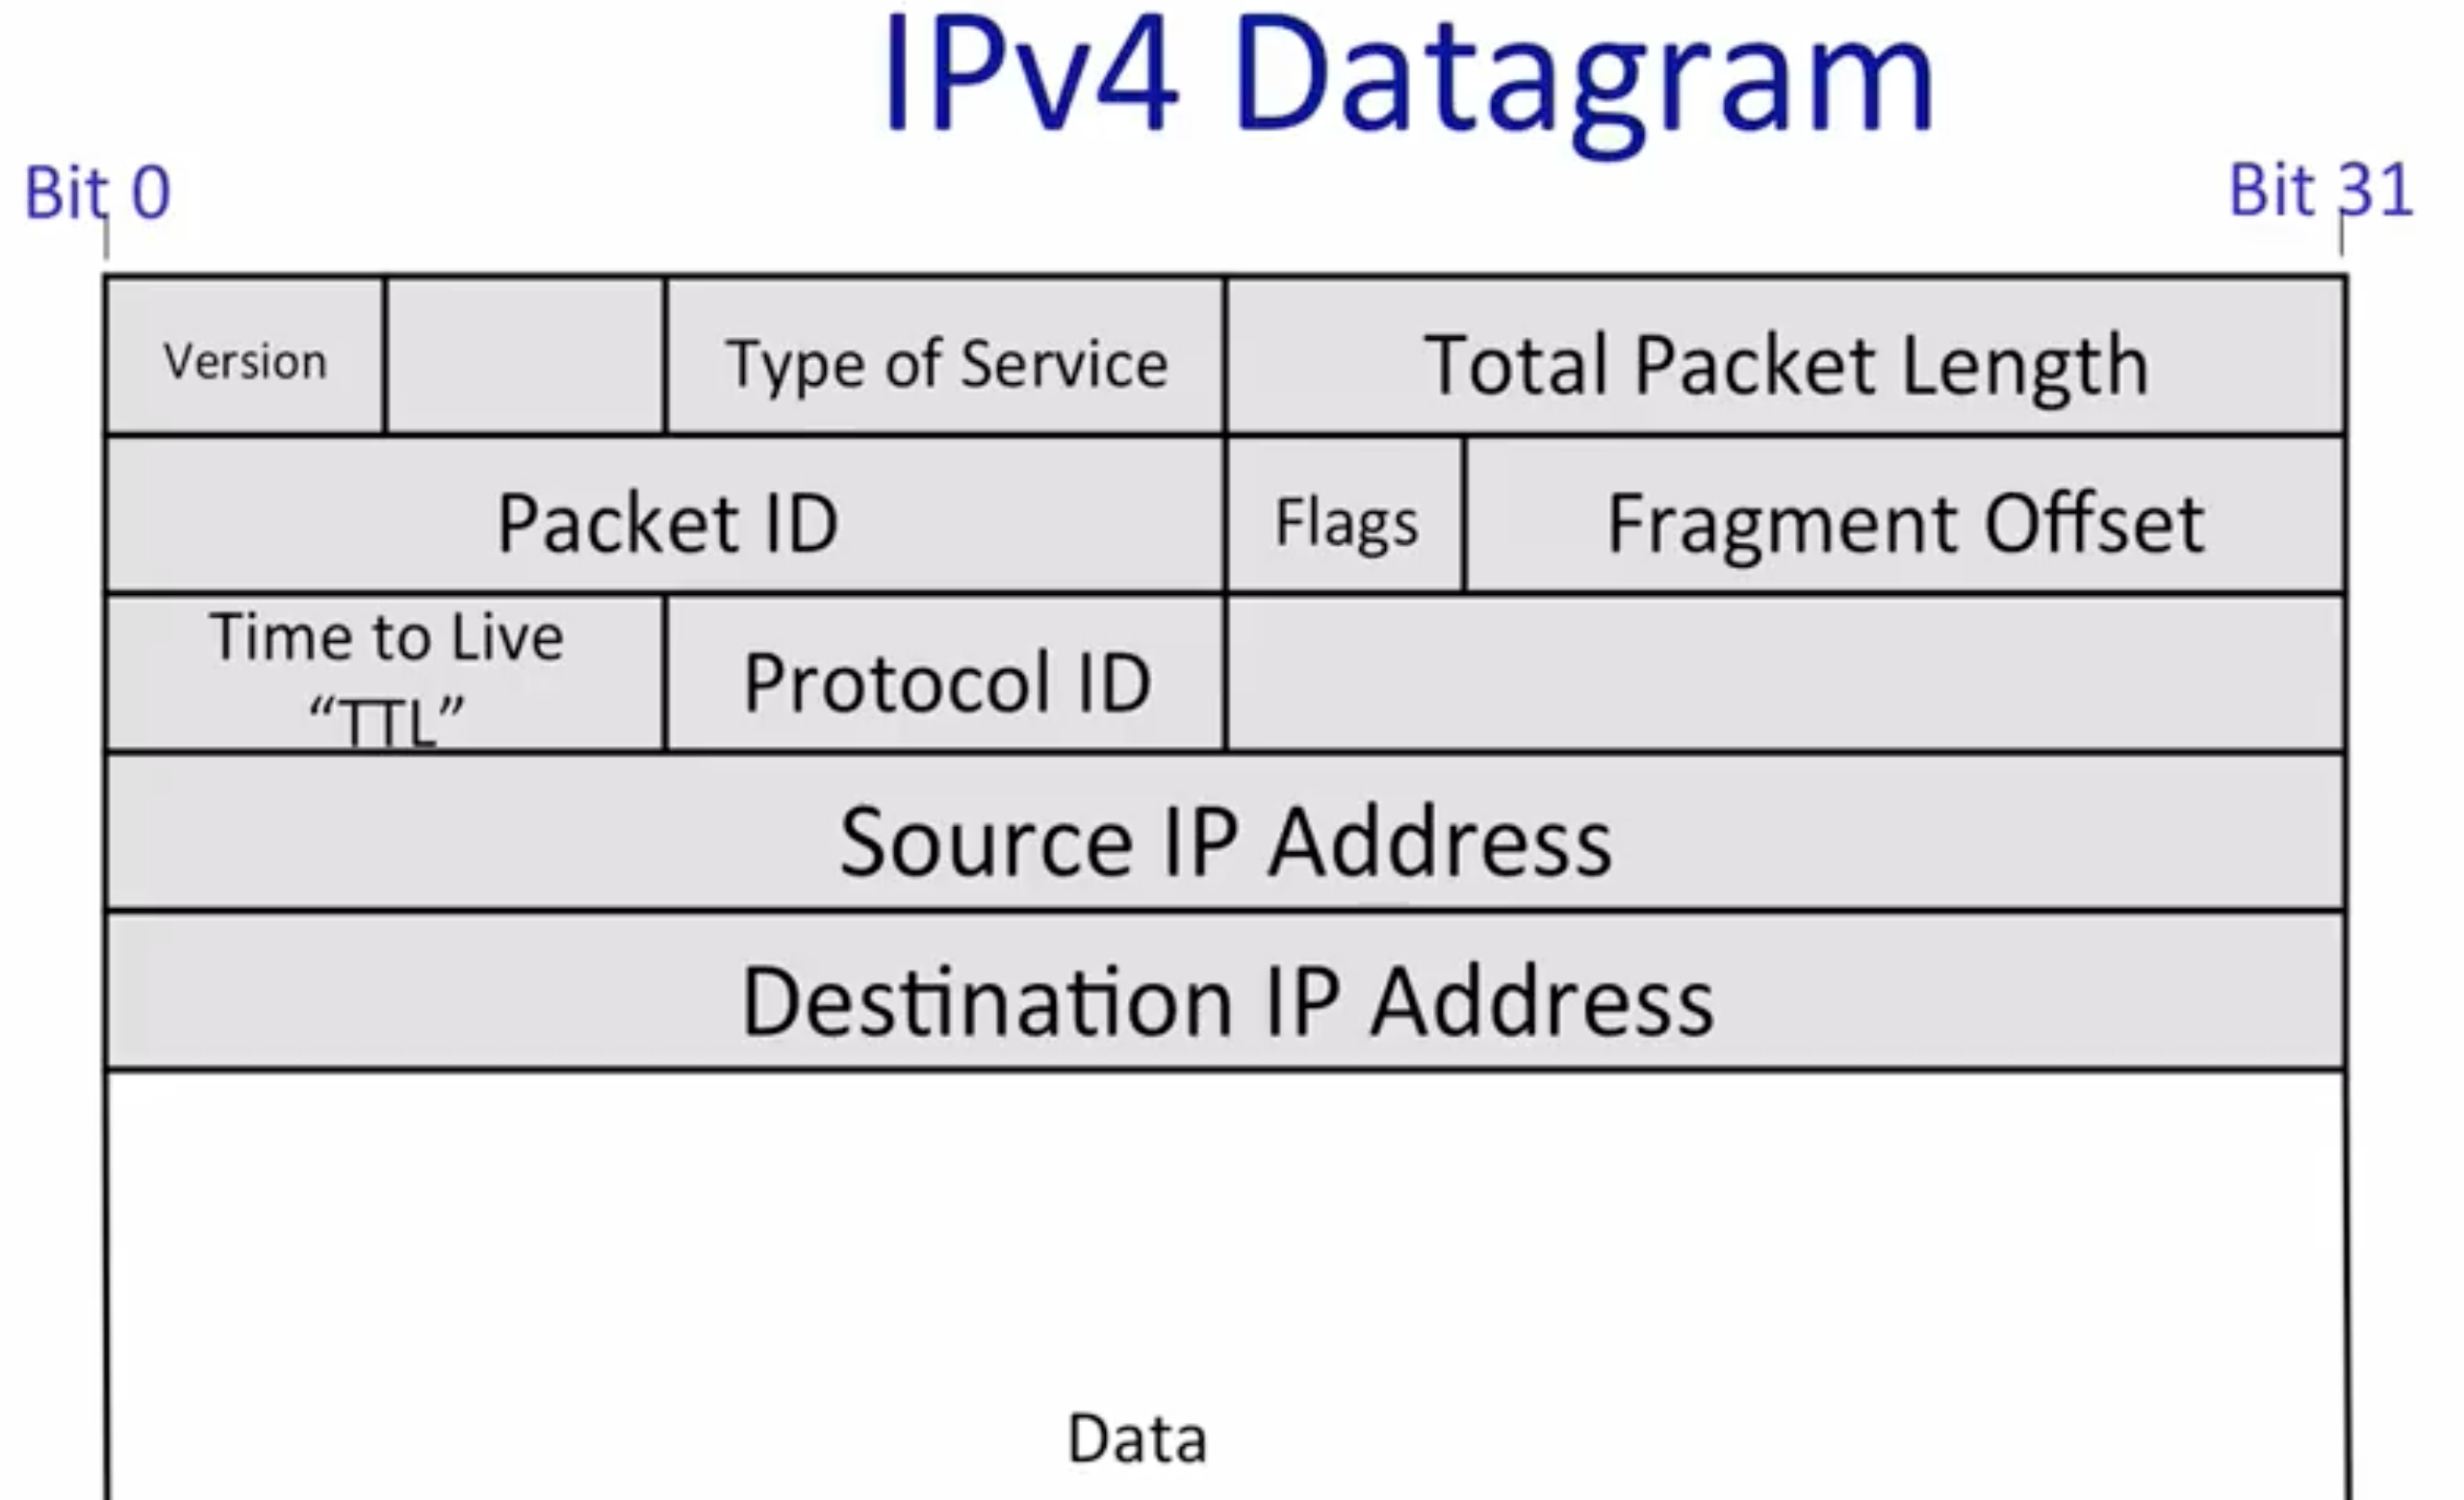 IPv4 Datagram
Bit 0
Bit 31
Version
Type of Service
Total Packet Length
Packet ID
Flags
Fragment Offset
Time to Live
“TTL”
Protocol ID
Source IP Address
Destination IP Address
Data